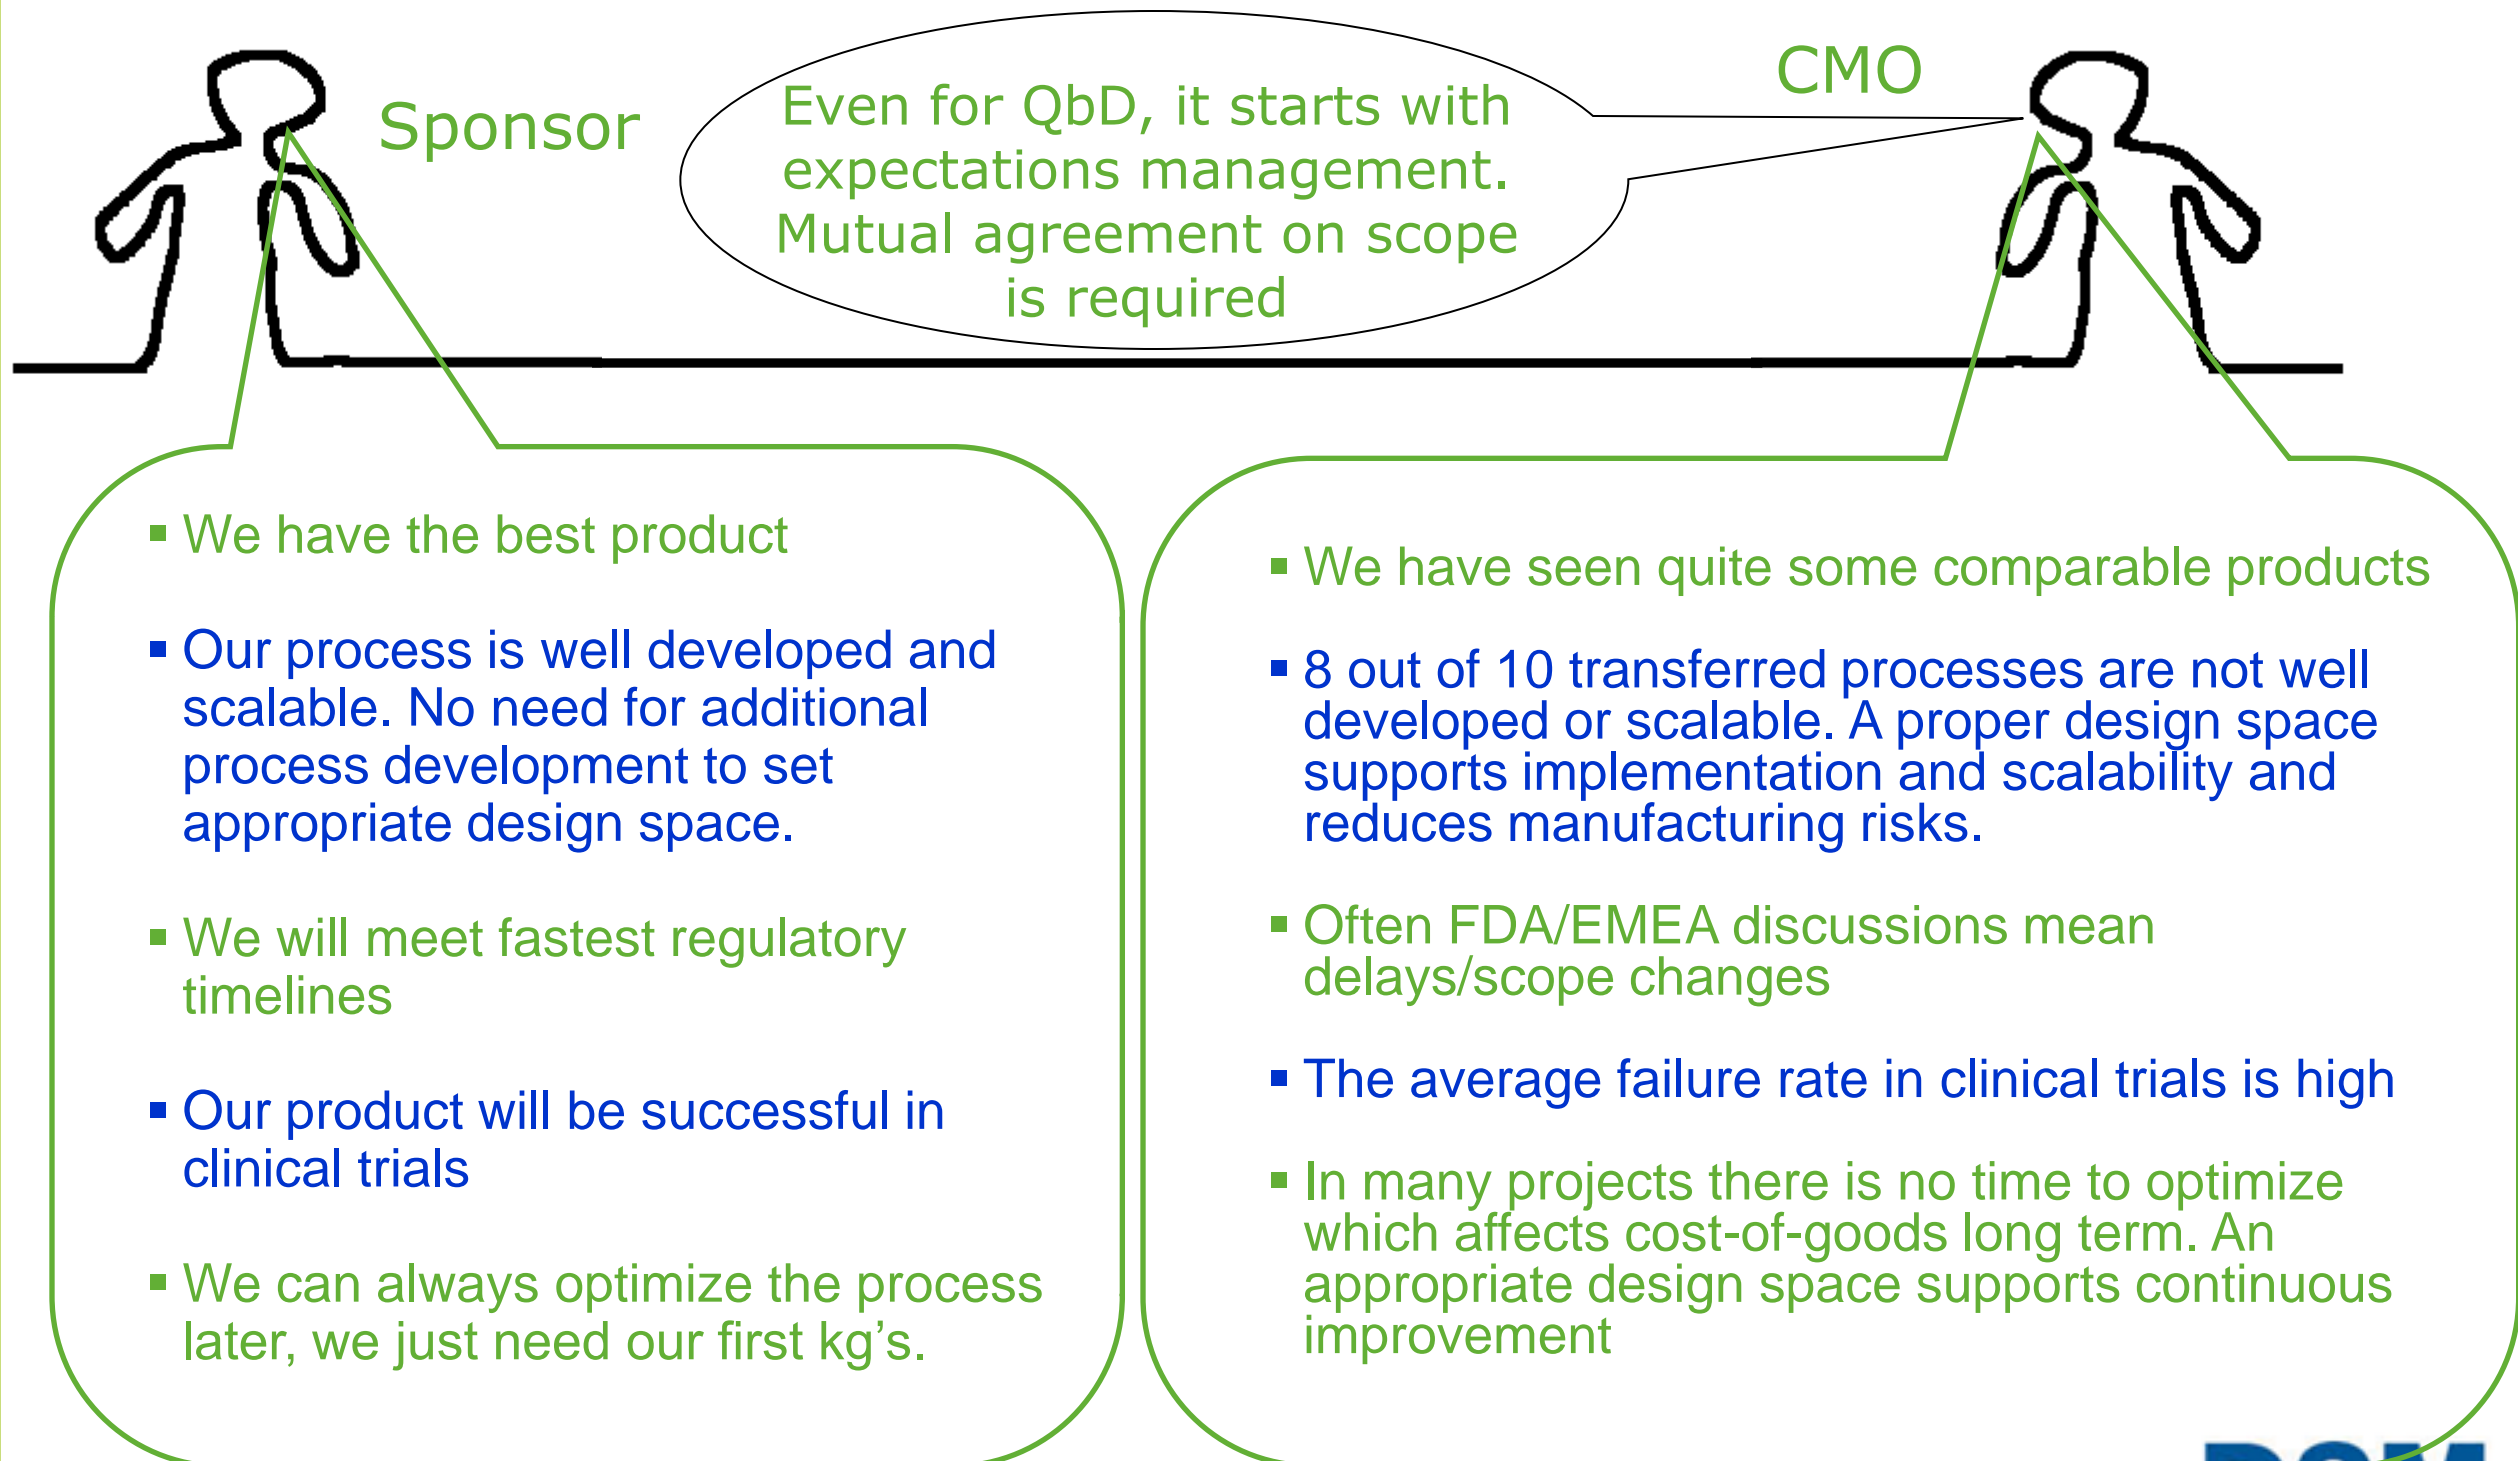 Sponsor
Even for QbD, it starts with
expectations management.
Mutual agreement on scope
is required
CMO
▪ We have the best product
▪ Our process is well developed and
scalable. No need for additional
process development to set
appropriate design space.
▪ We will meet fastest regulatory
timelines
▪ Our product will be successful in
clinical trials
▪ We can always optimize the process
later, we just need our first kg’s.
▪ We have seen quite some comparable products
▪ 8 out of 10 transferred processes are not well
developed or scalable. A proper design space
supports implementation and scalability and
reduces manufacturing risks.
▪ Often FDA/EMEA discussions mean
delays/scope changes
▪ The average failure rate in clinical trials is high
▪ In many projects there is no time to optimize
which affects cost-of-goods long term. An
appropriate design space supports continuous
improvement